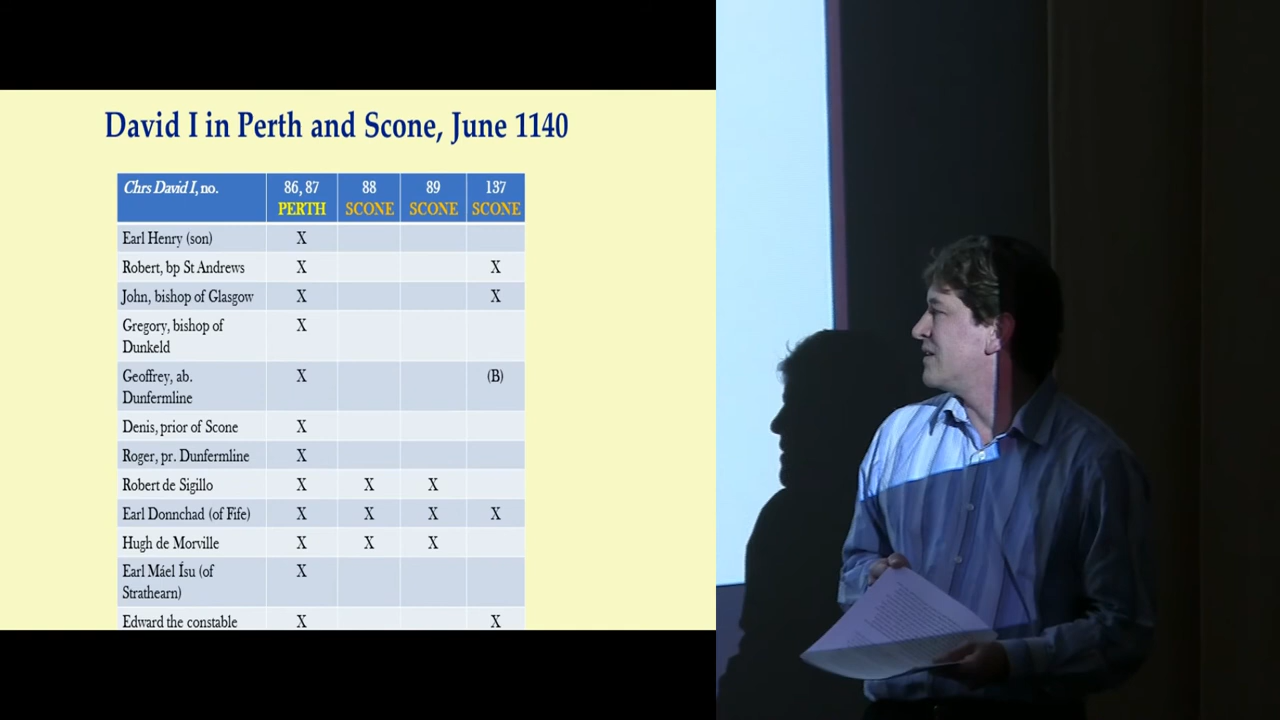 David I in Perth and Scone, June 1140
Chrs David I, no. 86, 87 88 89 137
PERTH SCONE SCONE SCONE
Earl Henry (son) X
Robert, bp St Andrews X X
John, bishop of Glasgow X X
Gregory, bishop of X
Dunkeld
Geoffrey, ab. X (B)
Dunfermline
Denis, prior of Scone X
Roger, pr. Dunfermline X
Robert de Sigillo X X X
Earl Donnchad (of Fife) X X X X
Hugh de Morville X X X
Earl Máel Ísu (of X
Strathearn)
Edward the constable X X